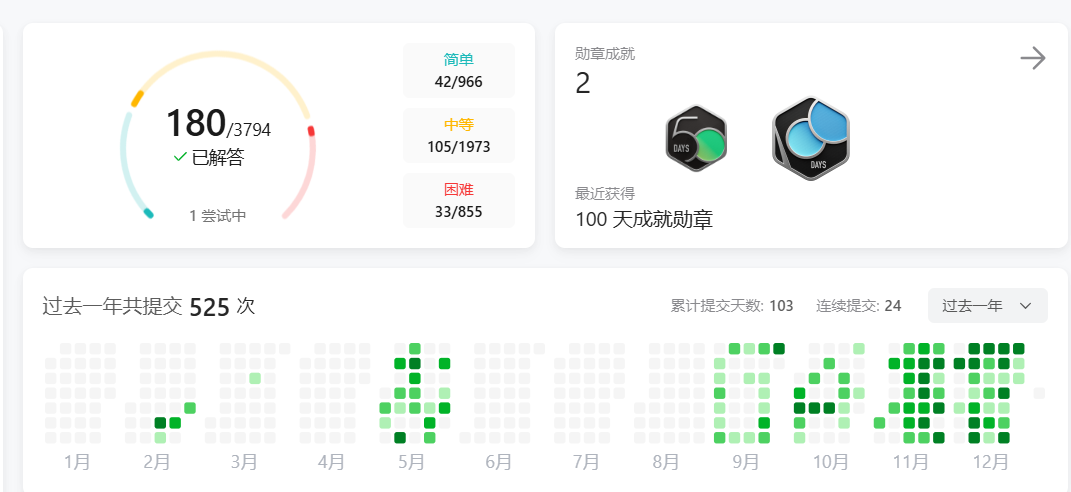 180/3794
已解答
1 尝试中
简单
42/966
中等
105/1973
困难
33/855
勋章成就
2
50 DAYS
100 DAYS
最近获得
100 天成就勋章
过去一年共提交 525 次
累计提交天数: 103
连续提交: 24
过去一年
1月 2月 3月 4月 5月 6月 7月 8月 9月 10月 11月 12月